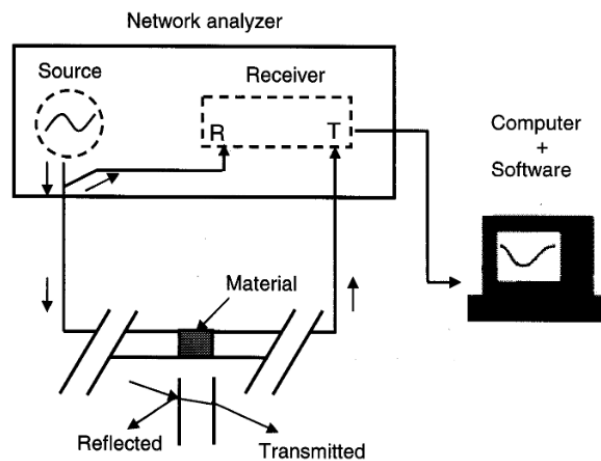 Network analyzer
Source
Receiver
R
T
Computer
+
Software
Material
Reflected
Transmitted